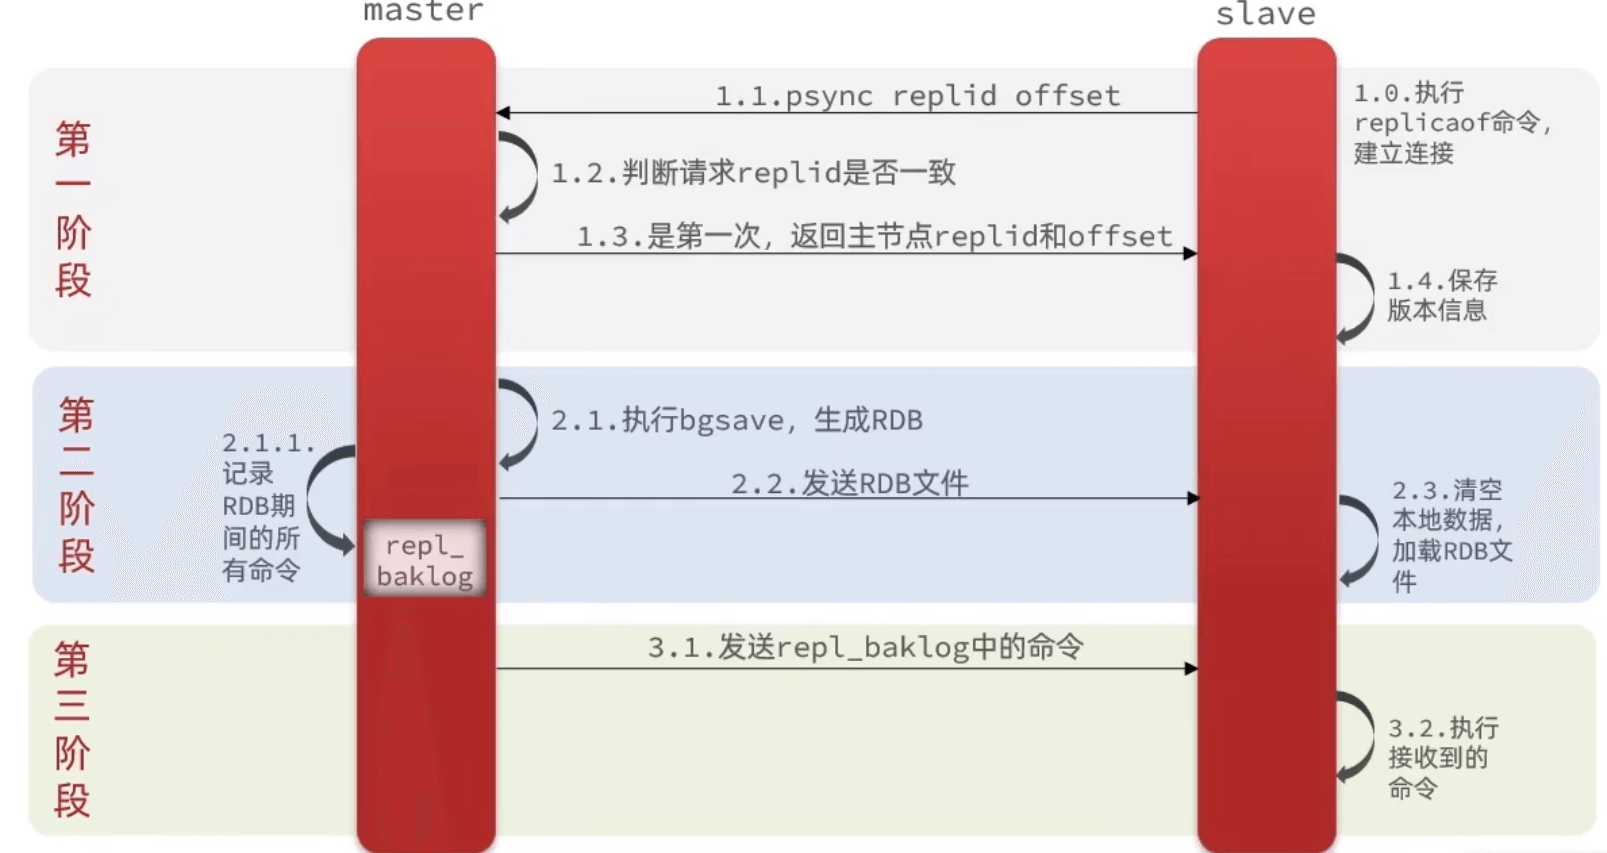 master
slave
第
一
阶
段
1.0.执行
replicaof命令，
建立连接
1.1.psync replid offset
1.2.判断请求replid是否一致
1.3.是第一次，返回主节点replid和offset
1.4.保存
版本信息
第
二
阶
段
2.1.执行bgsave，生成RDB
2.1.1.
记录
RDB期
间的所
有命令
repl_
baklog
2.2.发送RDB文件
2.3.清空
本地数据，
加载RDB文
件
第
三
阶
段
3.1.发送repl_baklog中的命令
3.2.执行
接收到的
命令